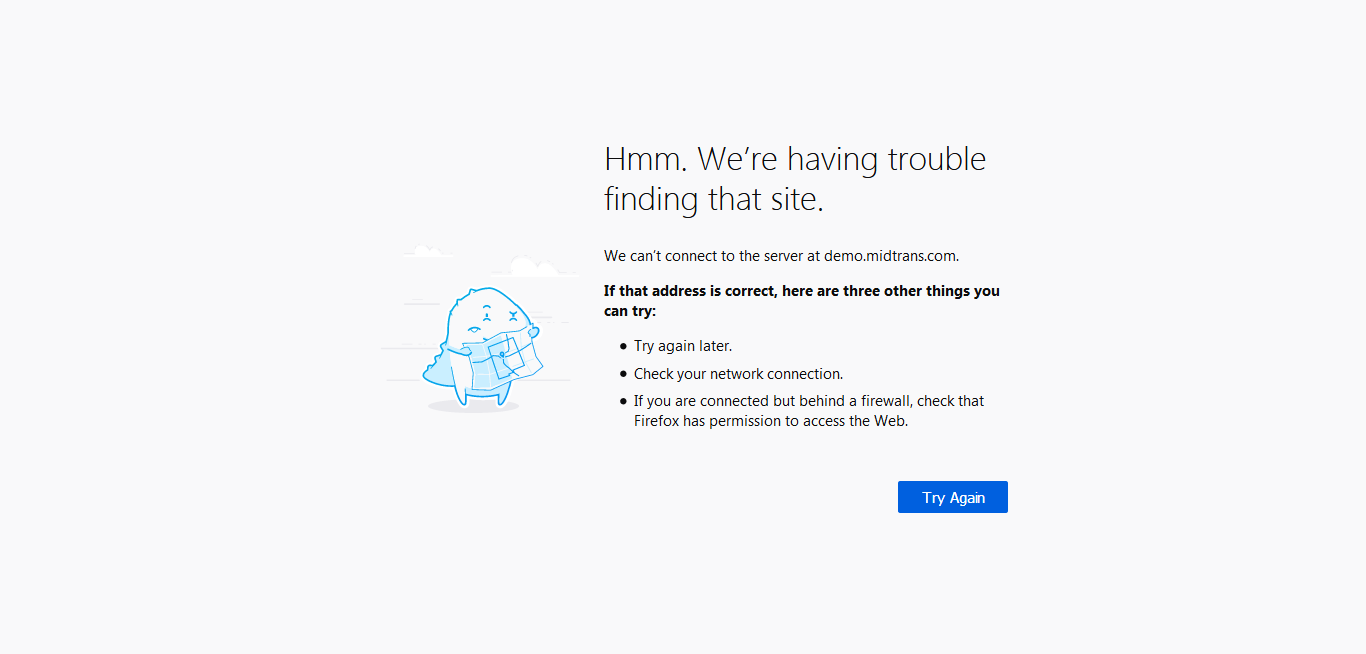 Hmm. We’re having trouble
finding that site.
We can’t connect to the server at demo.midtrans.com.
If that address is correct, here are three other things you
can try:
• Try again later.
• Check your network connection.
• If you are connected but behind a firewall, check that
Firefox has permission to access the Web.
Try Again